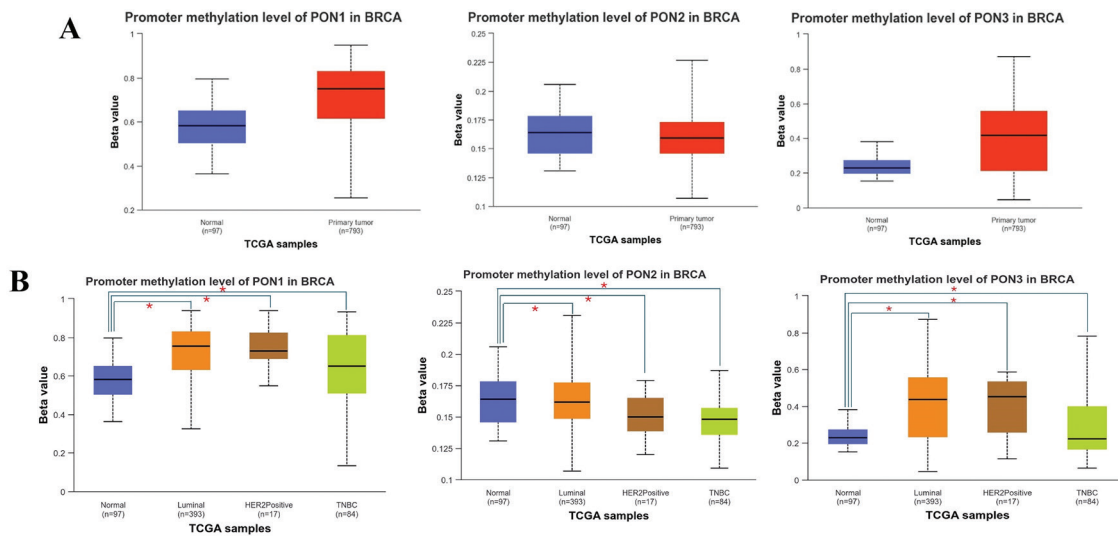 A
Promoter methylation level of PON1 in BRCA
Beta value
1
0.8
0.6
0.4
0.2
Normal
(n=97)
Primary tumor
(n=793)
TCGA samples
Promoter methylation level of PON2 in BRCA
Beta value
0.25
0.225
0.2
0.175
0.15
0.125
0.1
Normal
(n=97)
Primary tumor
(n=793)
TCGA samples
Promoter methylation level of PON3 in BRCA
Beta value
1
0.8
0.6
0.4
0.2
0
Normal
(n=97)
Primary tumor
(n=793)
TCGA samples
B
Promoter methylation level of PON1 in BRCA
* * *
Beta value
1
0.8
0.6
0.4
0.2
0
Normal
(n=97)
Luminal
(n=393)
HER2Positive
(n=17)
TNBC
(n=84)
TCGA samples
Promoter methylation level of PON2 in BRCA
* * *
Beta value
0.25
0.225
0.2
0.175
0.15
0.125
0.1
Normal
(n=97)
Luminal
(n=393)
HER2Positive
(n=17)
TNBC
(n=84)
TCGA samples
Promoter methylation level of PON3 in BRCA
* * *
Beta value
1
0.8
0.6
0.4
0.2
0
Normal
(n=97)
Luminal
(n=393)
HER2Positive
(n=17)
TNBC
(n=84)
TCGA samples